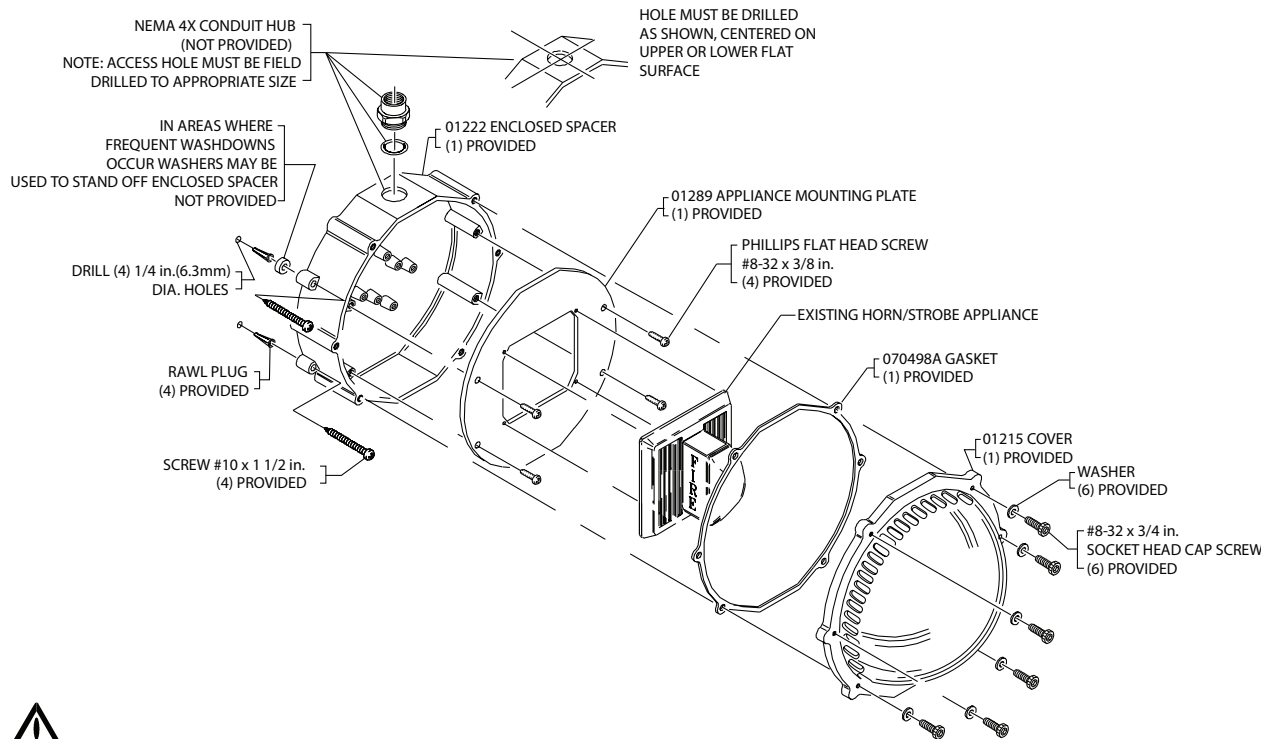 NEMA 4X CONDUIT HUB
(NOT PROVIDED)
NOTE: ACCESS HOLE MUST BE FIELD
DRILLED TO APPROPRIATE SIZE
HOLE MUST BE DRILLED
AS SHOWN, CENTERED ON
UPPER OR LOWER FLAT
SURFACE
IN AREAS WHERE
FREQUENT WASHDOWNS
OCCUR WASHERS MAY BE
USED TO STAND OFF ENCLOSED SPACER
NOT PROVIDED
01222 ENCLOSED SPACER
(1) PROVIDED
01289 APPLIANCE MOUNTING PLATE
(1) PROVIDED
PHILLIPS FLAT HEAD SCREW
#8-32 x 3/8 in.
(4) PROVIDED
DRILL (4) 1/4 in.(6.3mm)
DIA. HOLES
EXISTING HORN/STROBE APPLIANCE
RAWL PLUG
(4) PROVIDED
070498A GASKET
(1) PROVIDED
SCREW #10 x 1 1/2 in.
(4) PROVIDED
FIRE
01215 COVER
(1) PROVIDED
WASHER
(6) PROVIDED
#8-32 x 3/4 in.
SOCKET HEAD CAP SCREW
(6) PROVIDED